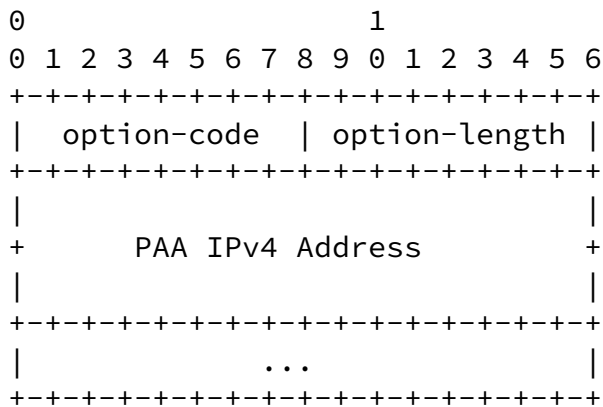 0                   1
0 1 2 3 4 5 6 7 8 9 0 1 2 3 4 5 6
+-+-+-+-+-+-+-+-+-+-+-+-+-+-+-+-+
|  option-code  | option-length |
+-+-+-+-+-+-+-+-+-+-+-+-+-+-+-+-+
|                               |
+      PAA IPv4 Address         +
|                               |
+-+-+-+-+-+-+-+-+-+-+-+-+-+-+-+-+
|             ...               |
+-+-+-+-+-+-+-+-+-+-+-+-+-+-+-+-+